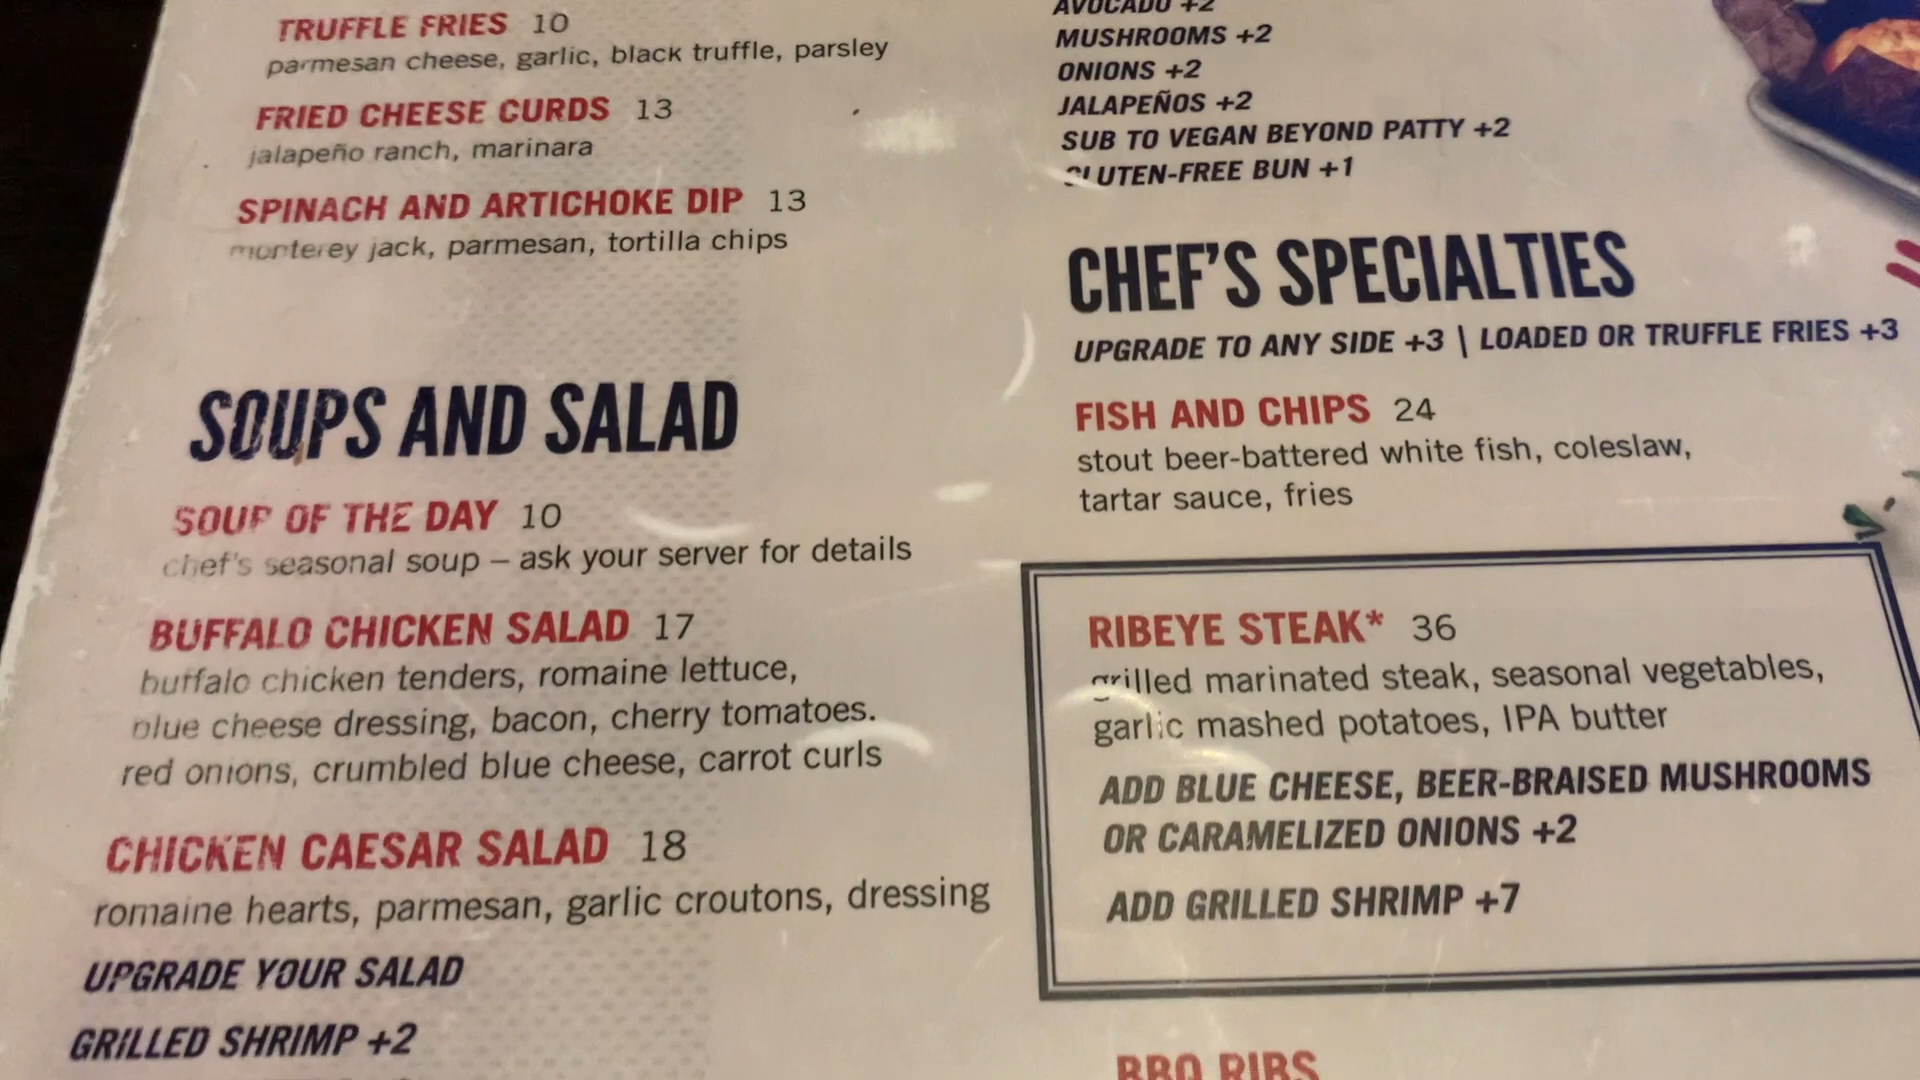 TRUFFLE FRIES 10
parmesan cheese, garlic, black truffle, parsley
FRIED CHEESE CURDS 13
jalapeño ranch, marinara
SPINACH AND ARTICHOKE DIP 13
monterey jack, parmesan, tortilla chips
SOUPS AND SALAD
SOUP OF THE DAY 10
chef's seasonal soup – ask your server for details
BUFFALO CHICKEN SALAD 17
buffalo chicken tenders, romaine lettuce,
blue cheese dressing, bacon, cherry tomatoes.
red onions, crumbled blue cheese, carrot curls
CHICKEN CAESAR SALAD 18
romaine hearts, parmesan, garlic croutons, dressing
UPGRADE YOUR SALAD
GRILLED SHRIMP +2
AVOCADO +2
MUSHROOMS +2
ONIONS +2
JALAPEÑOS +2
SUB TO VEGAN BEYOND PATTY +2
GLUTEN-FREE BUN +1
CHEF'S SPECIALTIES
UPGRADE TO ANY SIDE +3 | LOADED OR TRUFFLE FRIES +3
FISH AND CHIPS 24
stout beer-battered white fish, coleslaw,
tartar sauce, fries
RIBEYE STEAK* 36
grilled marinated steak, seasonal vegetables,
garlic mashed potatoes, IPA butter
ADD BLUE CHEESE, BEER-BRAISED MUSHROOMS
OR CARAMELIZED ONIONS +2
ADD GRILLED SHRIMP +7
BBQ RIBS